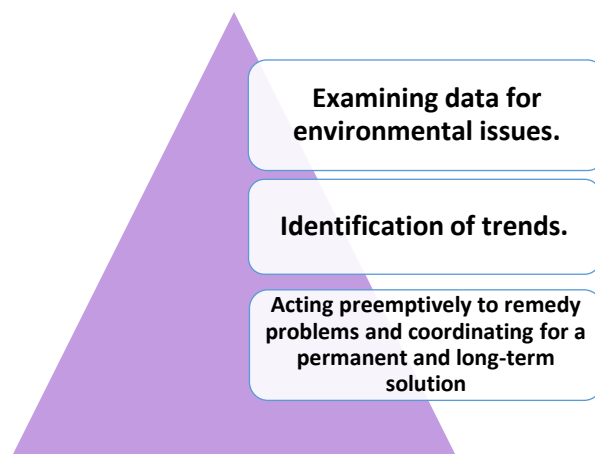 Examining data for
environmental issues.
Identification of trends.
Acting preemptively to remedy
problems and coordinating for a
permanent and long-term
solution